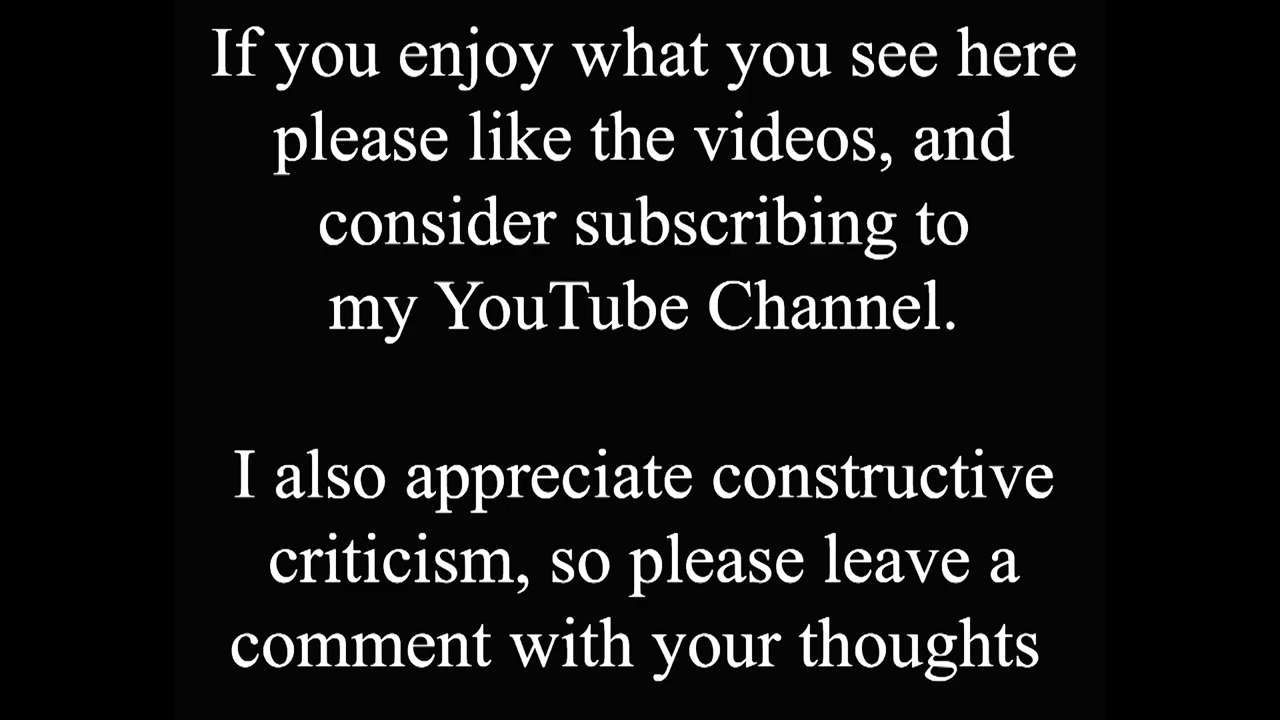 If you enjoy what you see here
please like the videos, and
consider subscribing to
my YouTube Channel.
I also appreciate constructive
criticism, so please leave a
comment with your thoughts